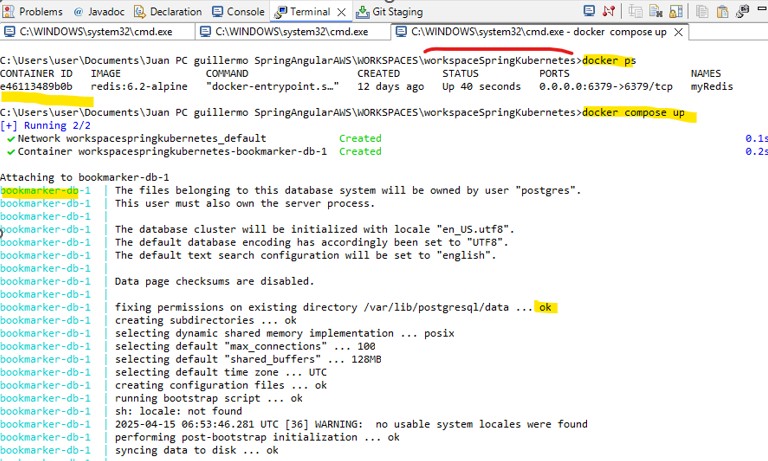 Problems @ Javadoc Declaration Console Terminal Coverage Git Staging
C:\WINDOWS\system32\cmd.exe C:\WINDOWS\system32\cmd.exe C:\WINDOWS\system32\cmd.exe - docker compose up
C:\Users\user\Documents\Juan PC guillermo SpringAngularAWS\WORKSPACES\workspaceSpringKubernetes>docker ps
CONTAINER ID IMAGE COMMAND CREATED STATUS PORTS NAMES
e46113489b0b redis:6.2-alpine "docker-entrypoint.s…" 12 days ago Up 40 seconds 0.0.0.0:6379->6379/tcp myRedis
C:\Users\user\Documents\Juan PC guillermo SpringAngularAWS\WORKSPACES\workspaceSpringKubernetes>docker compose up
[+] Running 2/2
✔ Network workspacespringkubernetes_default Created 0.1s
✔ Container workspacespringkubernetes-bookmarker-db-1 Created 0.2s
Attaching to bookmarker-db-1
bookmarker-db-1 | The files belonging to this database system will be owned by user "postgres".
bookmarker-db-1 | This user must also own the server process.
bookmarker-db-1 |
bookmarker-db-1 | The database cluster will be initialized with locale "en_US.utf8".
bookmarker-db-1 | The default database encoding has accordingly been set to "UTF8".
bookmarker-db-1 | The default text search configuration will be set to "english".
bookmarker-db-1 |
bookmarker-db-1 | Data page checksums are disabled.
bookmarker-db-1 |
bookmarker-db-1 | fixing permissions on existing directory /var/lib/postgresql/data ... ok
bookmarker-db-1 | creating subdirectories ... ok
bookmarker-db-1 | selecting dynamic shared memory implementation ... posix
bookmarker-db-1 | selecting default "max_connections" ... 100
bookmarker-db-1 | selecting default "shared_buffers" ... 128MB
bookmarker-db-1 | selecting default time zone ... UTC
bookmarker-db-1 | creating configuration files ... ok
bookmarker-db-1 | running bootstrap script ... ok
bookmarker-db-1 | sh: locale: not found
bookmarker-db-1 | 2025-04-15 06:53:46.281 UTC [36] WARNING:  no usable system locales were found
bookmarker-db-1 | performing post-bootstrap initialization ... ok
bookmarker-db-1 | syncing data to disk ... ok
bookmarker-db-1 |